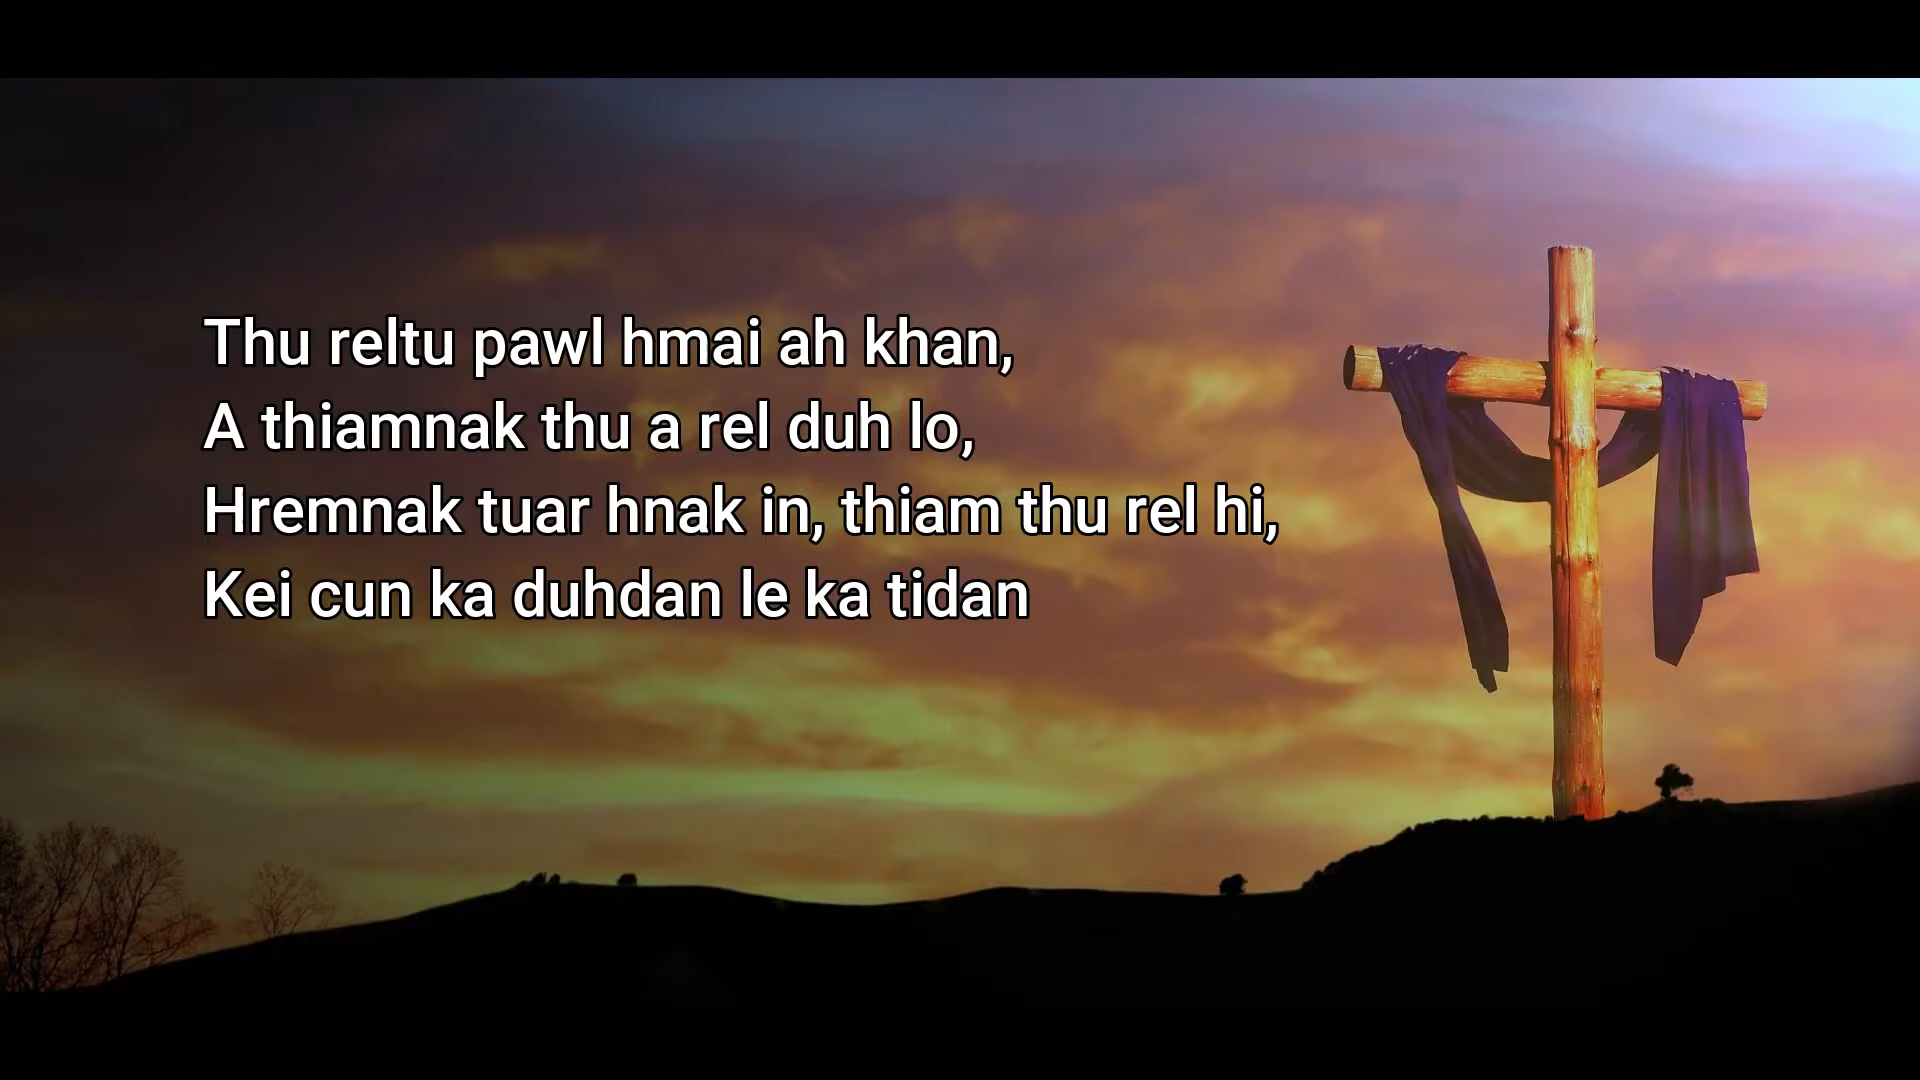 Thu reltu pawl hmai ah khan,
A thiamnak thu a rel duh lo,
Hremnak tuar hnak in, thiam thu rel hi,
Kei cun ka duhdan le ka tidan